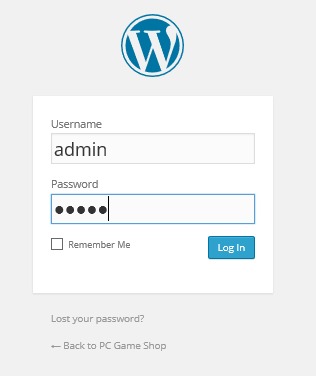 Username
admin
Password
●●●●●
Remember Me
Log In
Lost your password?
← Back to PC Game Shop